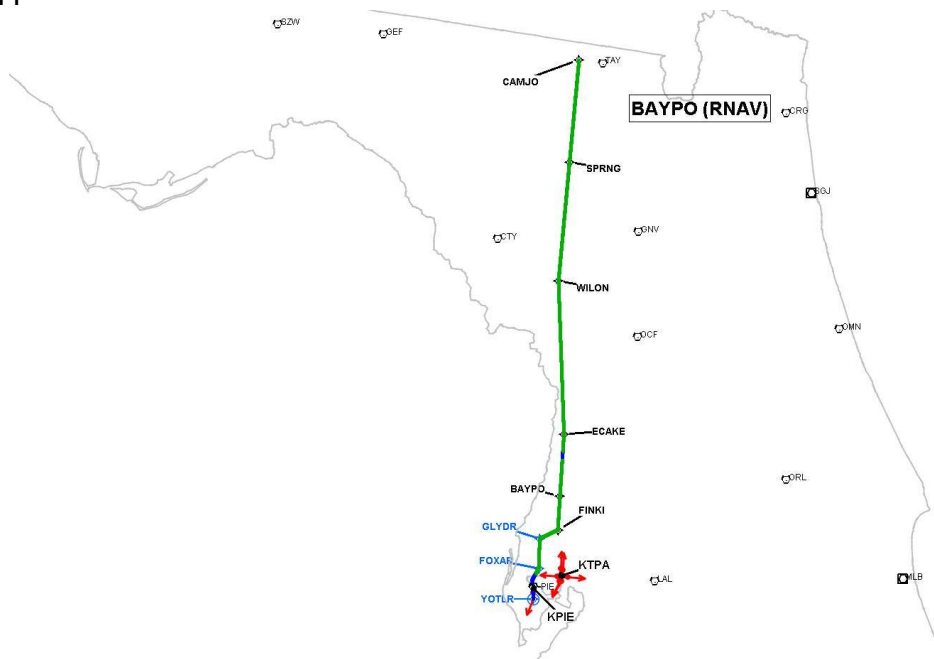 SZW
GEF
CAMJO
TAY
BAYPO (RNAV)
CRG
SPRNG
SGJ
CTY
GNV
WILON
OCF
OMN
ECAKE
ORL
BAYPO
FINKI
GLYDR
FOXAR
KTPA
LAL
MLB
PIE
YOTLR
KPIE